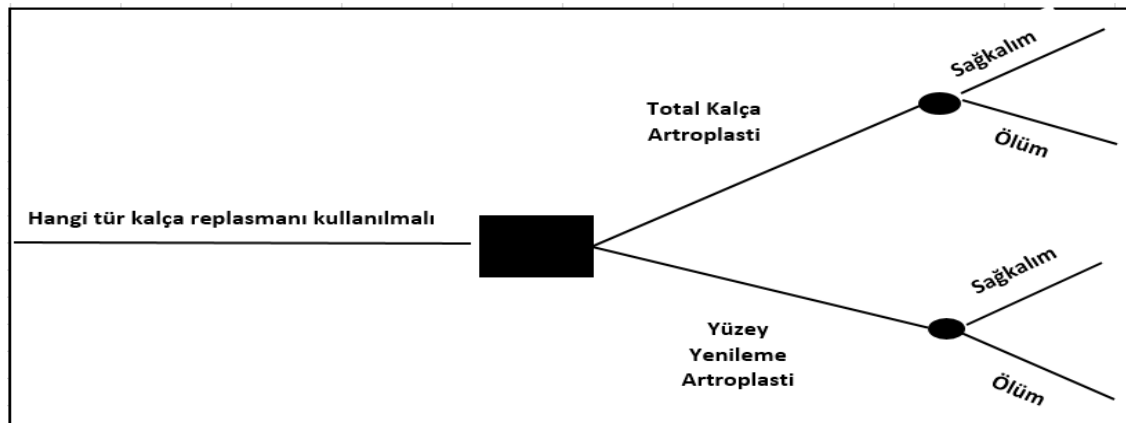 Sağkalım
Total Kalça
Artroplasti
Ölüm
Hangi tür kalça replasmanı kullanılmalı
Sağkalım
Yüzey
Yenileme
Artroplasti
Ölüm